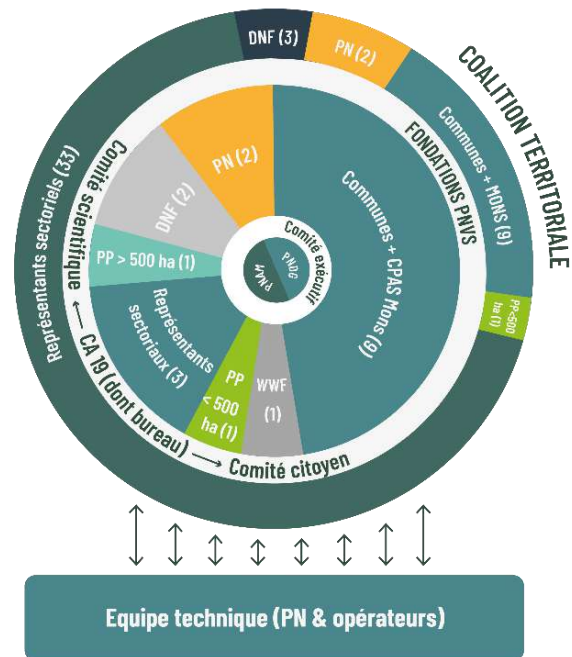 DNF (3)
PN (2)
COALITION TERRITORIALE
Communes + MONS (9)
PP<500
ha (1)
Représentants sectoriels (33)
FONDATIONS PNVS
Comité scientifique
CA 19 (dont bureau)
Comité citoyen
PN (2)
DNF (2)
PP > 500 ha (1)
Représentants
sectoriaux (3)
PP
< 500
ha (1)
WWF
(1)
Communes + CPAS Mons (9)
Comité exécutif
PNDG
Equipe technique (PN & opérateurs)